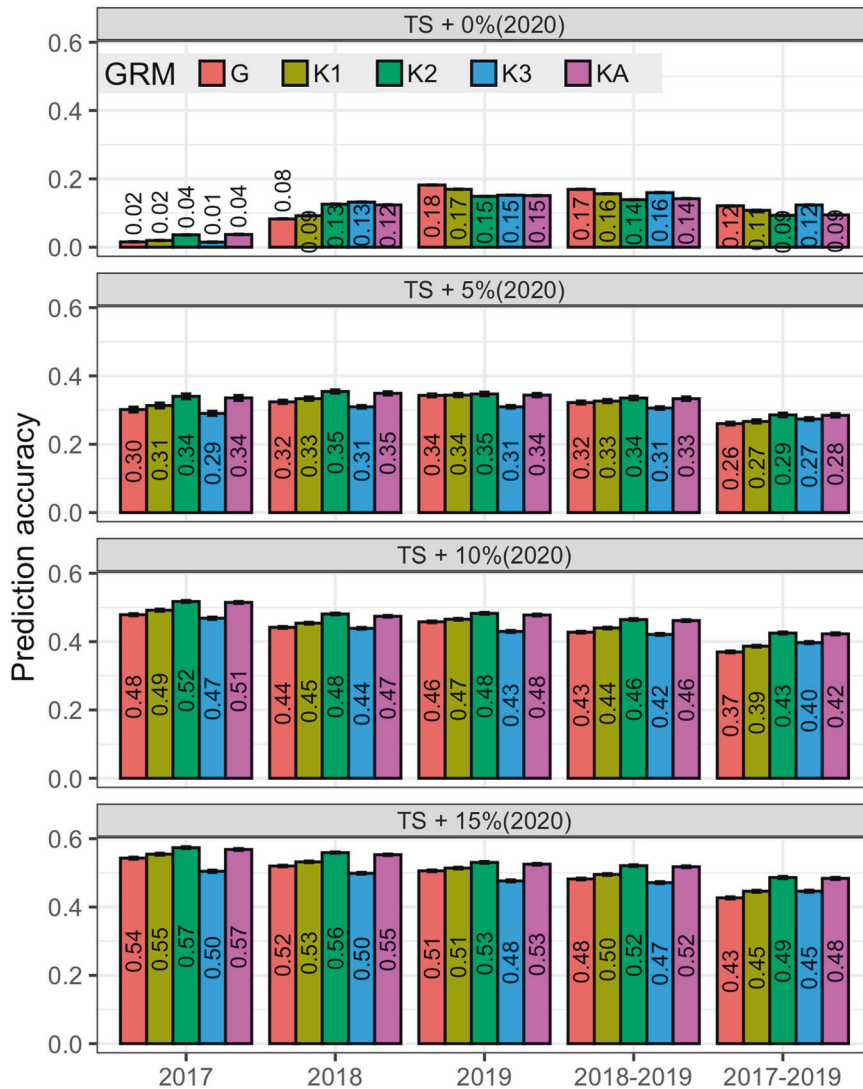 TS + 0%(2020)
0.6
GRM G K1 K2 K3 KA
0.4
0.2
0.0
0.02 0.02 0.04 0.01 0.04
0.08 0.09 0.13 0.13 0.12
0.18 0.17 0.15 0.15 0.15
0.17 0.16 0.14 0.16 0.14
0.12 0.11 0.09 0.12 0.09
TS + 5%(2020)
0.6
0.4
0.2
0.0
0.30 0.31 0.34 0.29 0.34
0.32 0.33 0.35 0.31 0.35
0.34 0.34 0.35 0.31 0.34
0.32 0.33 0.34 0.31 0.33
0.26 0.27 0.29 0.27 0.28
Prediction accuracy
TS + 10%(2020)
0.6
0.4
0.2
0.0
0.48 0.49 0.52 0.47 0.51
0.44 0.45 0.48 0.44 0.47
0.46 0.47 0.48 0.43 0.48
0.43 0.44 0.46 0.42 0.46
0.37 0.39 0.43 0.40 0.42
TS + 15%(2020)
0.6
0.4
0.2
0.0
0.54 0.55 0.57 0.50 0.57
0.52 0.53 0.56 0.50 0.55
0.51 0.51 0.53 0.48 0.53
0.48 0.50 0.52 0.47 0.52
0.43 0.45 0.49 0.45 0.48
2017 2018 2019 2018-2019 2017-2019